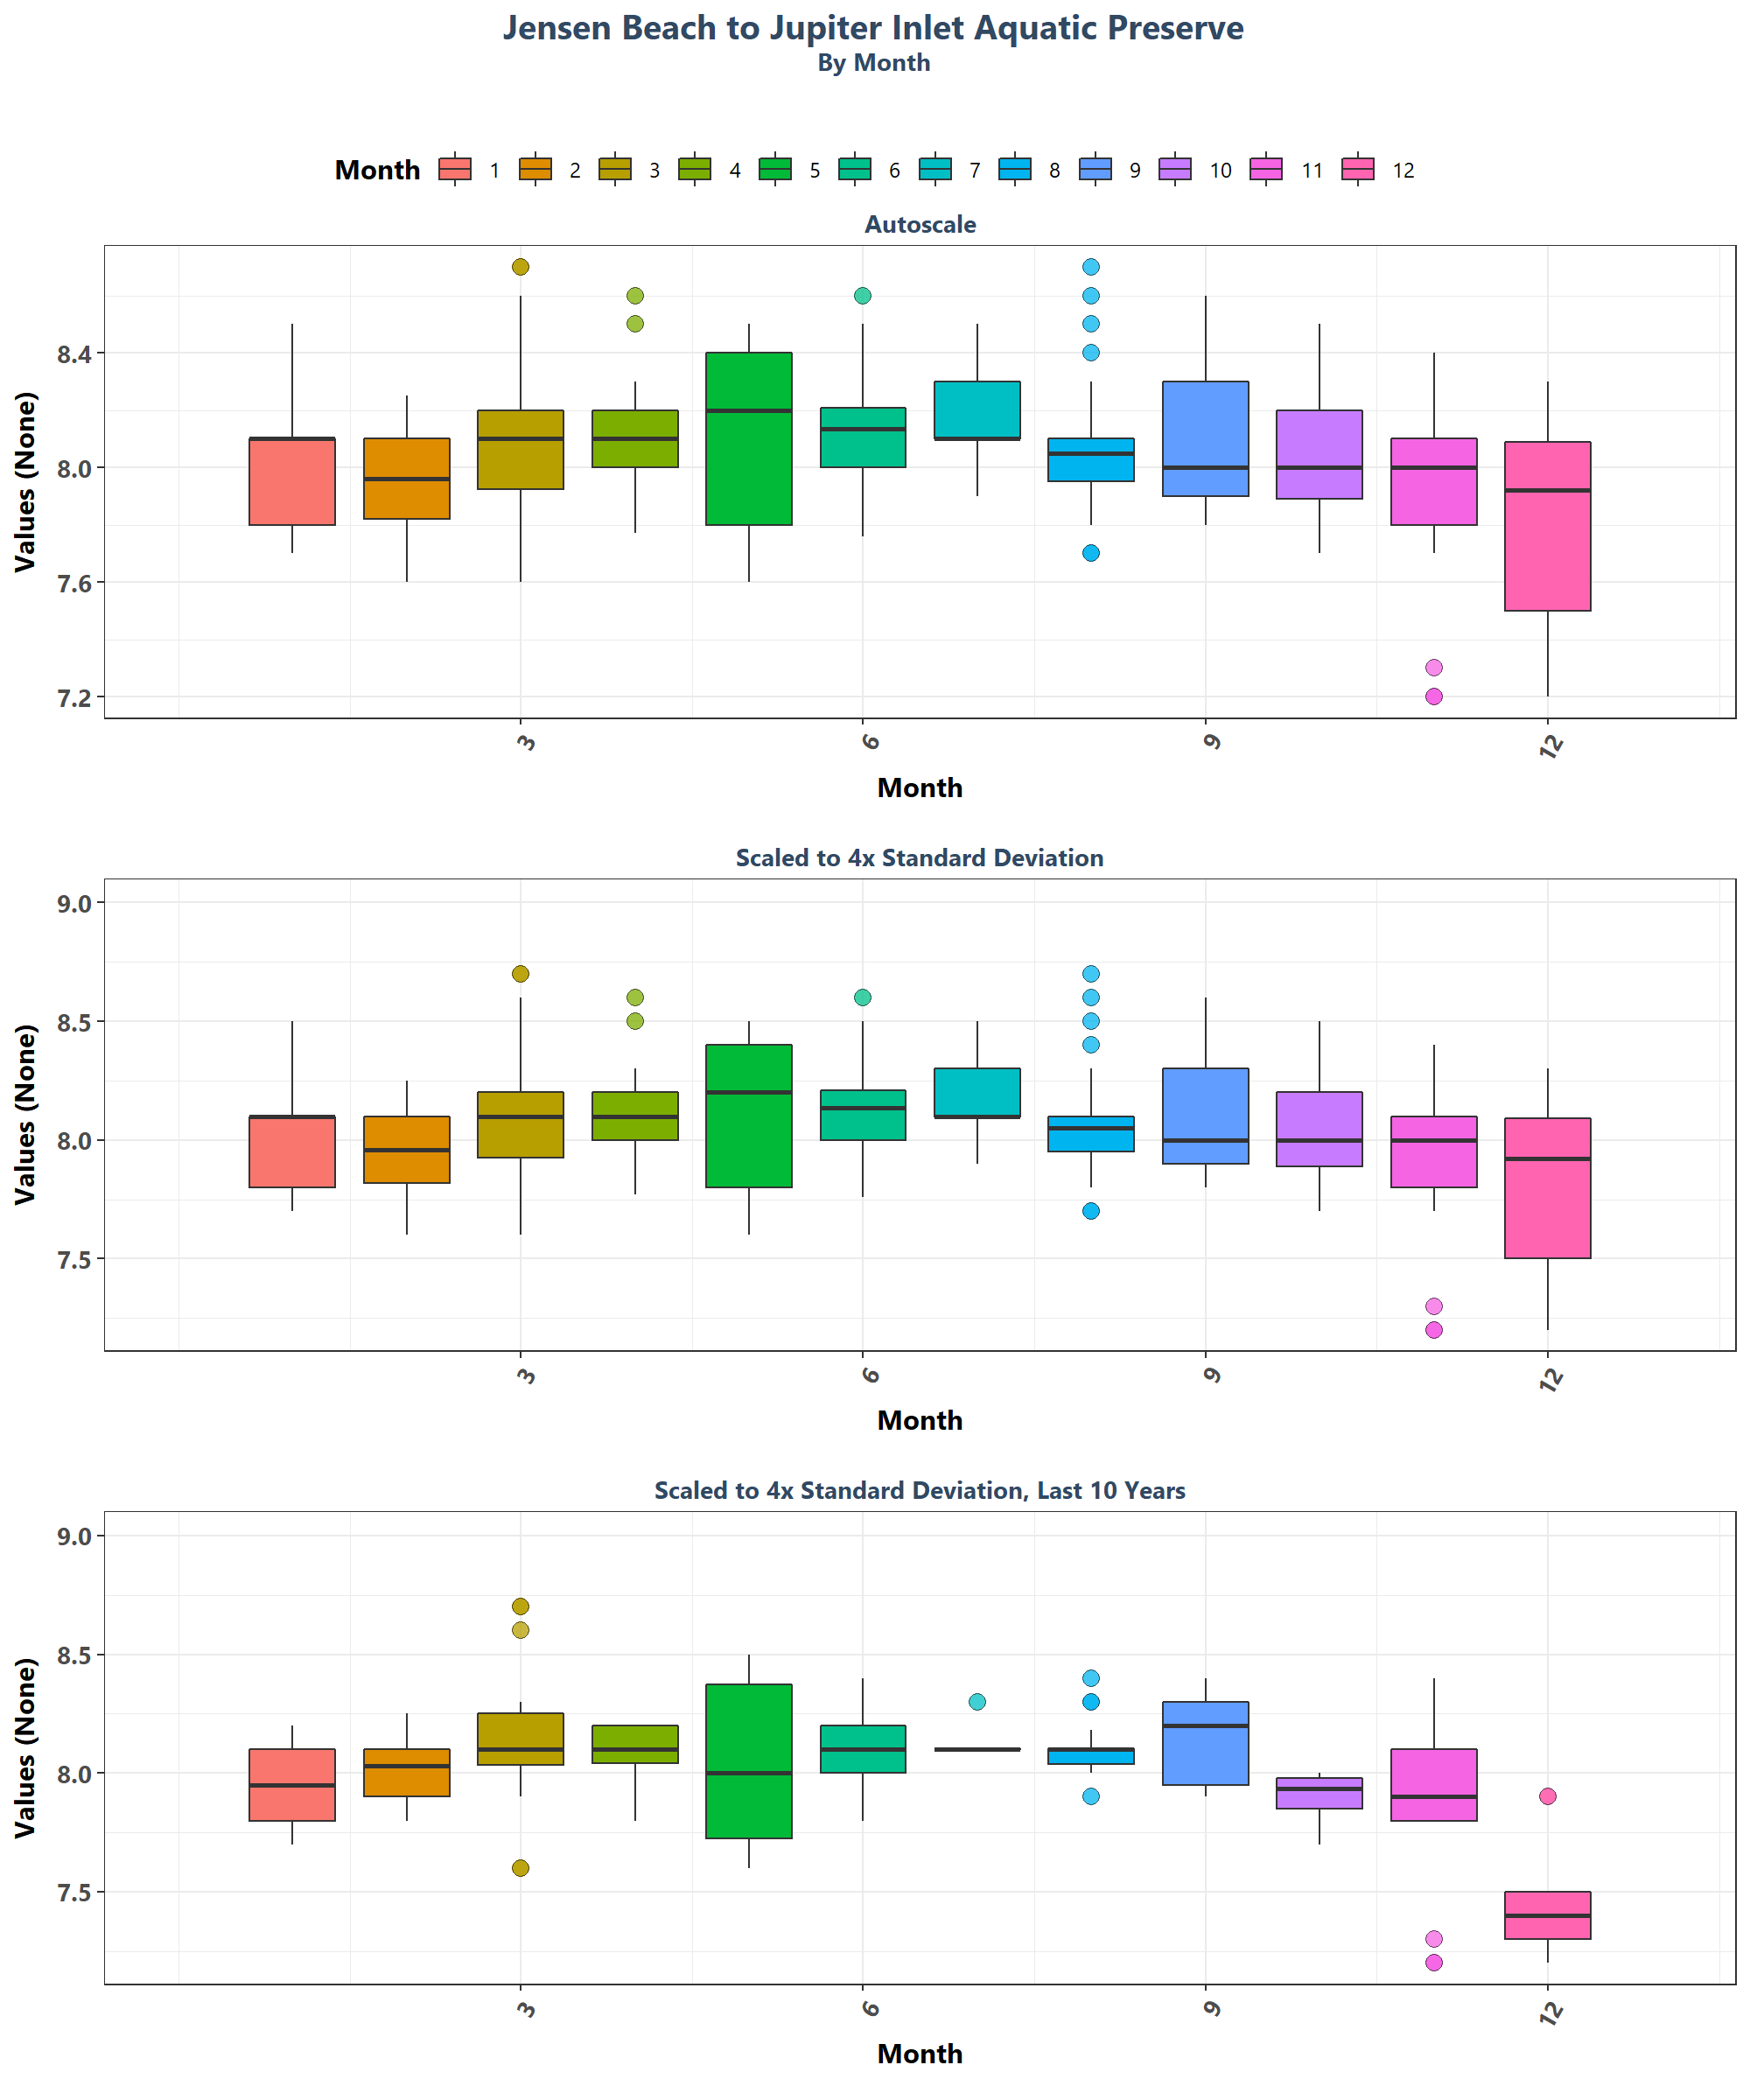 Jensen Beach to Jupiter Inlet Aquatic Preserve
By Month
Month 1 2 3 4 5 6 7 8 9 10 11 12
Autoscale
Values (None)
8.4
8.0
7.6
7.2
3 6 9 12
Month
Scaled to 4x Standard Deviation
Values (None)
9.0
8.5
8.0
7.5
3 6 9 12
Month
Scaled to 4x Standard Deviation, Last 10 Years
Values (None)
9.0
8.5
8.0
7.5
3 6 9 12
Month